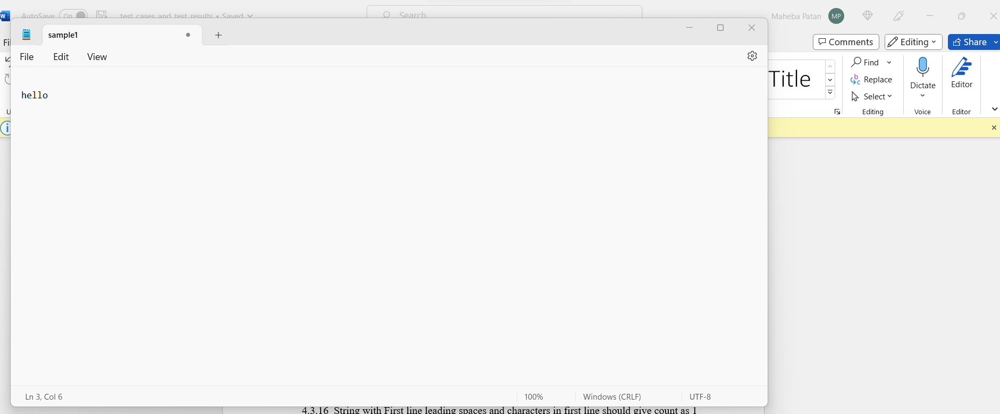 AutoSave On test cases and test results • Saved Search Maheba Patan MP
sample1
File Edit View
Comments Editing Share
hello
Title
Find
Replace
Select
Editing
Dictate
Voice
Editor
Editor
Ln 3, Col 6 100% Windows (CRLF) UTF-8
4.3.16 String with First line leading spaces and characters in first line should give count as 1